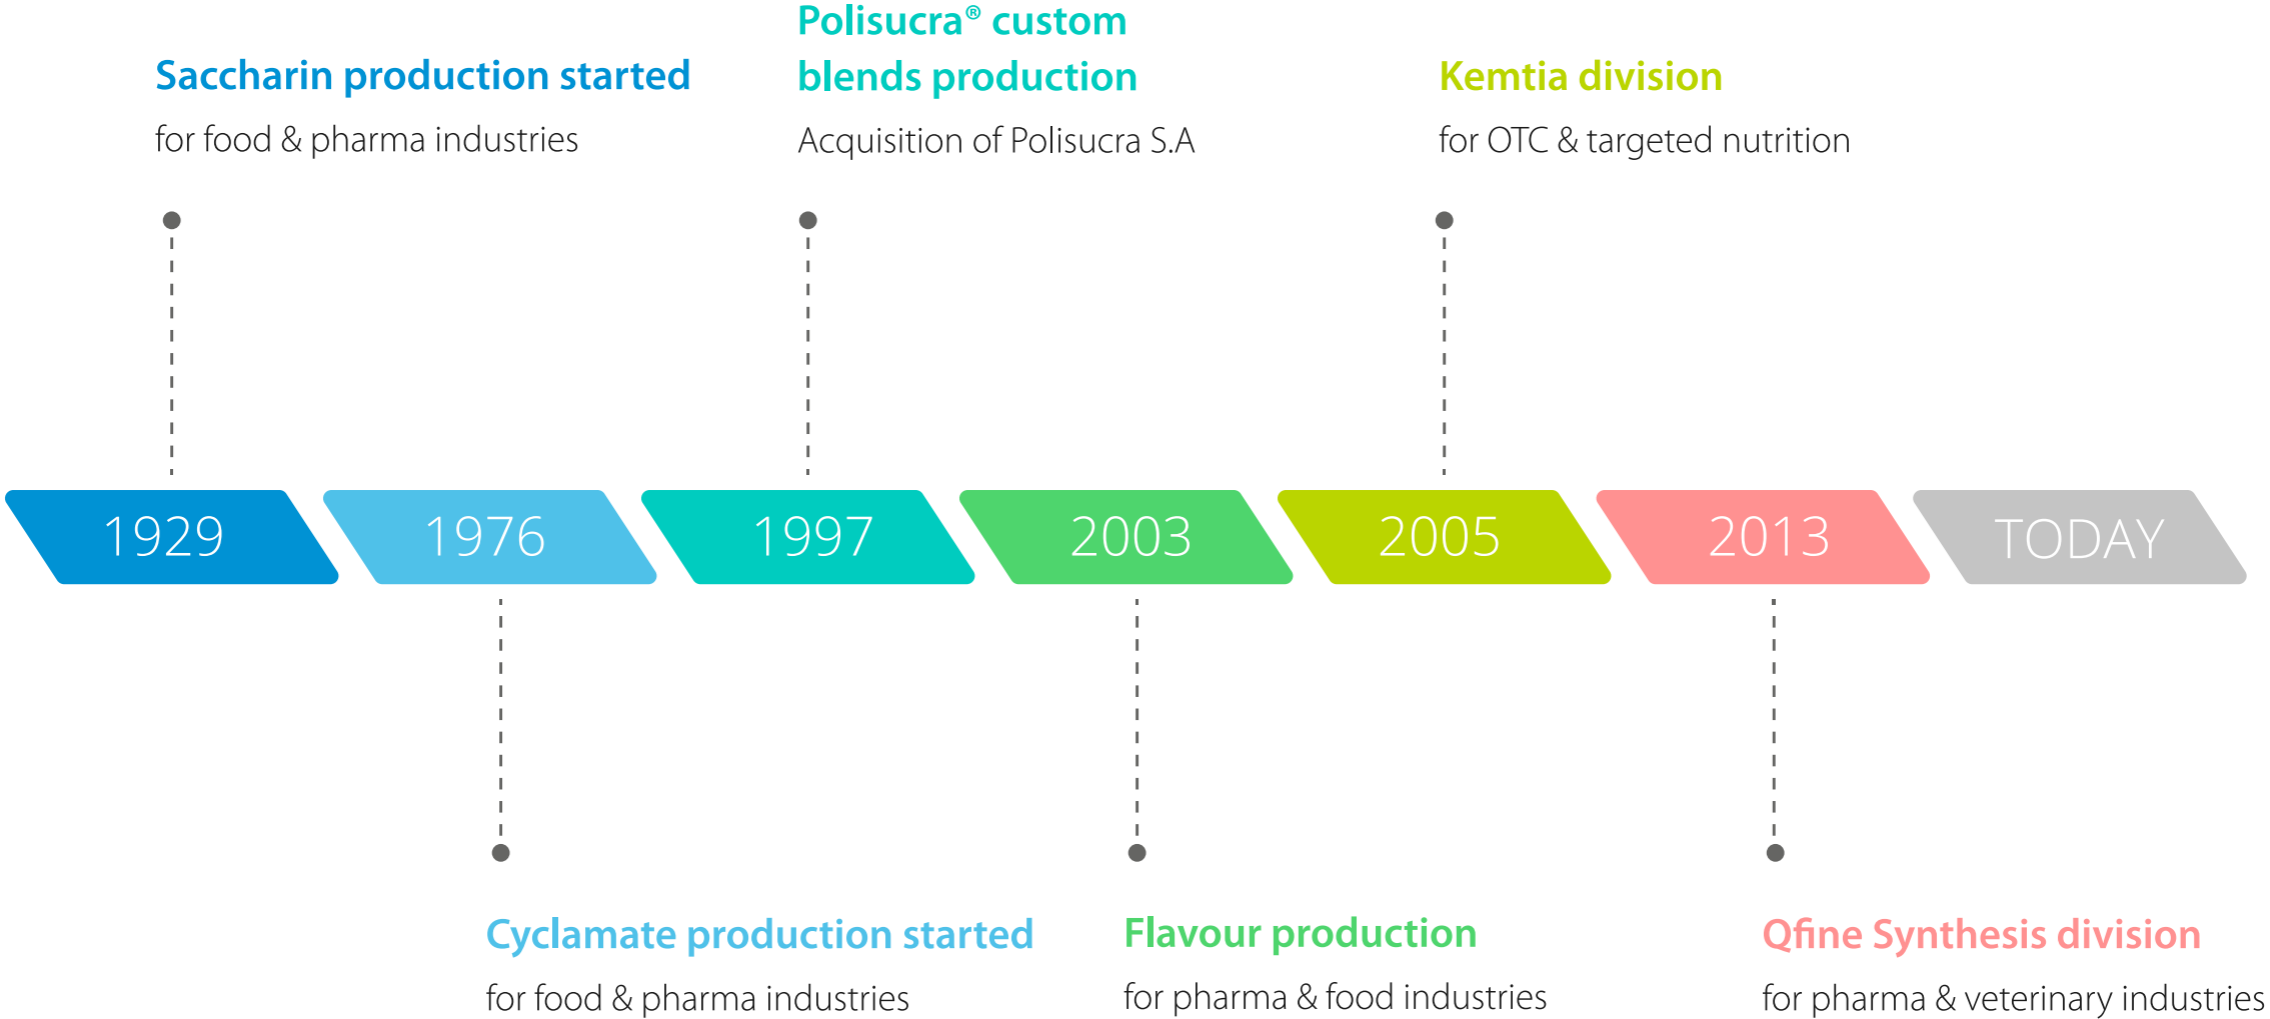 Polisucra® custom
blends production
Acquisition of Polisucra S.A
Saccharin production started
for food & pharma industries
Kemtia division
for OTC & targeted nutrition
1929
1976
1997
2003
2005
2013
TODAY
Cyclamate production started
for food & pharma industries
Flavour production
for pharma & food industries
Qfine Synthesis division
for pharma & veterinary industries